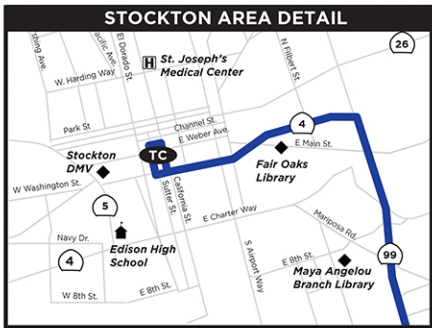 STOCKTON AREA DETAIL
Pacific Ave.
El Dorado St.
N Filbert St.
26
H St. Joseph's
Medical Center
W. Harding Way
4
Park St
Channel St.
E Weber Ave.
TC
E Main St.
Stockton
DMV
Fair Oaks
Library
W Washington St.
California St.
Sutter St.
5
E Charter Way
Mariposa Rd.
Edison High
School
Navy Dr.
4
S Airport Way
E 8th St.
99
Maya Angelou
Branch Library
W 8th St.
E 8th St.